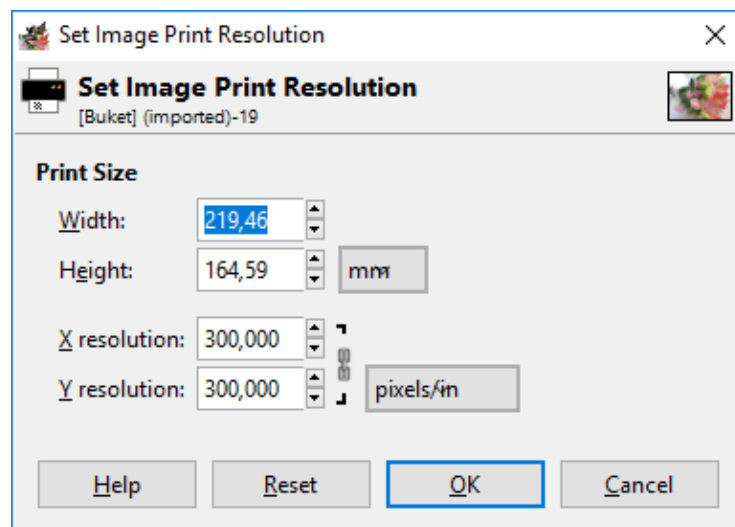 Set Image Print Resolution
Set Image Print Resolution
[Buket] (imported)-19
Print Size
Width: 219,46
Height: 164,59 mm
X resolution: 300,000
Y resolution: 300,000 pixels/in
Help Reset OK Cancel